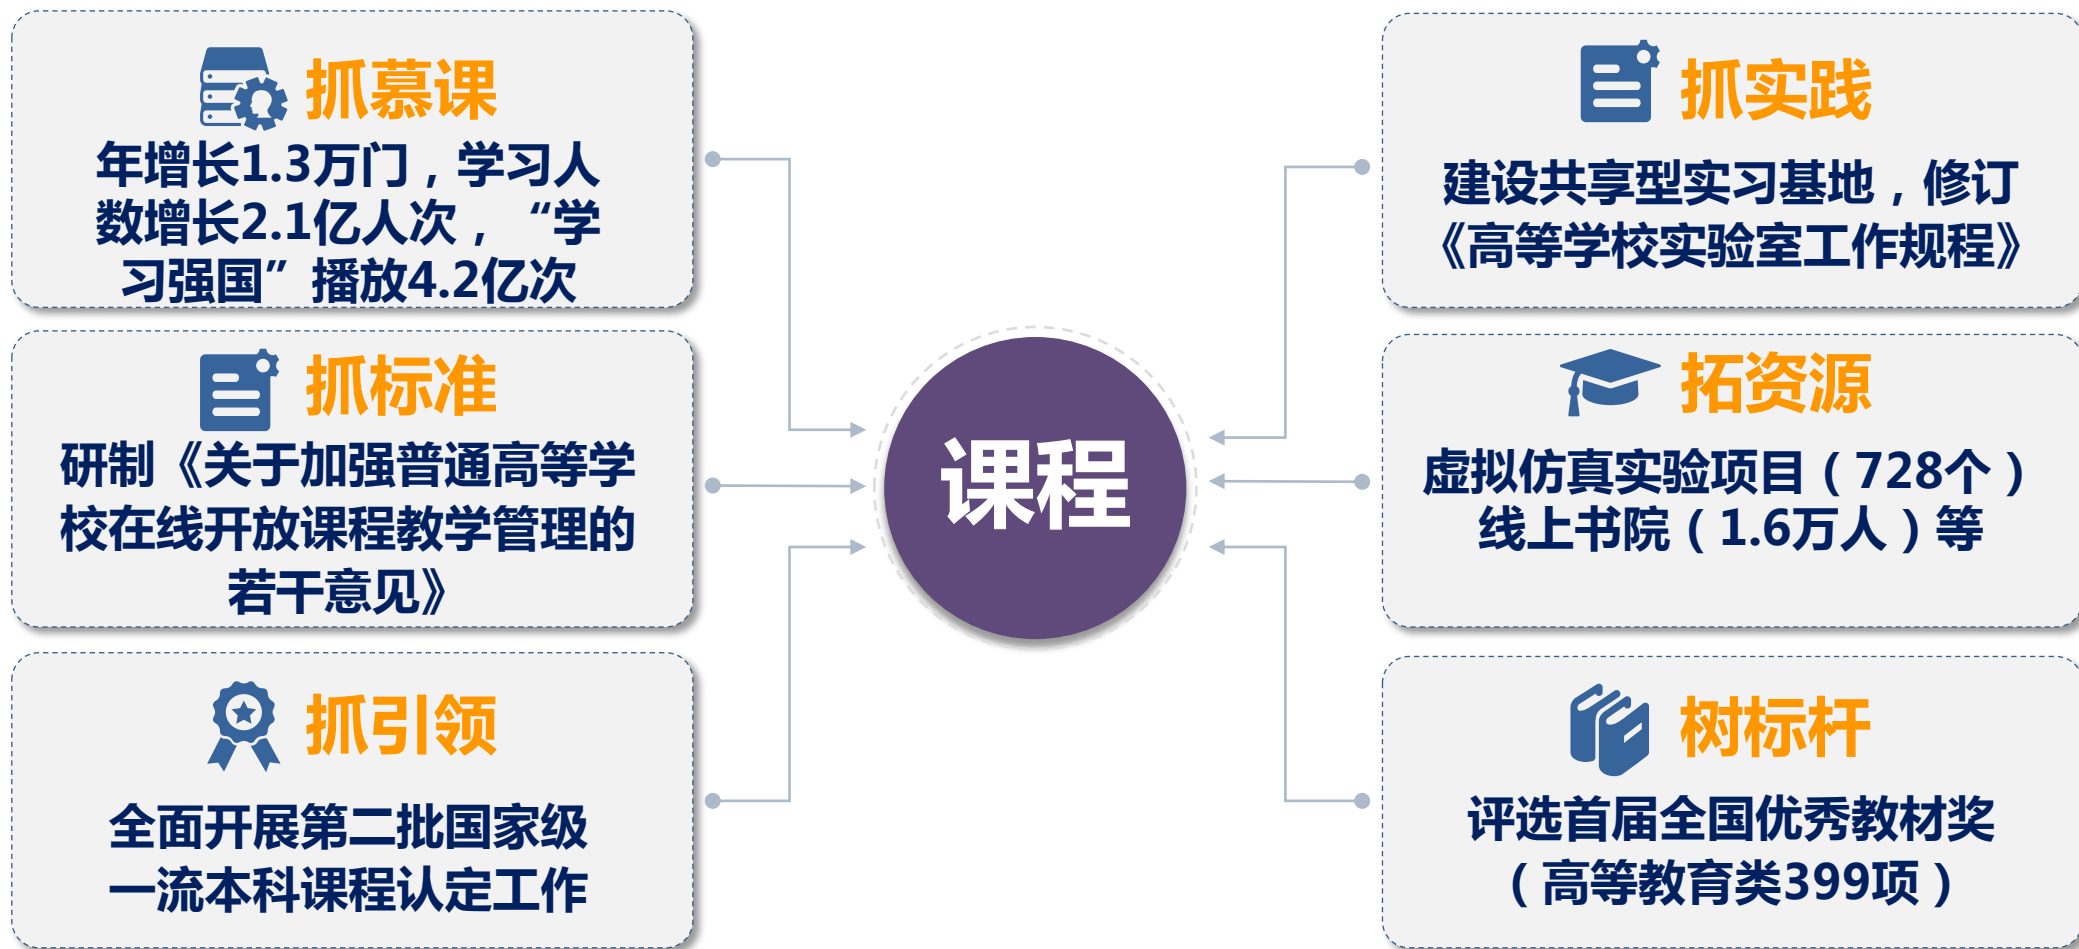 抓慕课
年增长1.3万门，学习人
数增长2.1亿人次，“学
习强国”播放4.2亿次
抓标准
研制《关于加强普通高等学
校在线开放课程教学管理的
若干意见》
抓引领
全面开展第二批国家级
一流本科课程认定工作
课程
抓实践
建设共享型实习基地，修订
《高等学校实验室工作规程》
拓资源
虚拟仿真实验项目（728个）
线上书院（1.6万人）等
树标杆
评选首届全国优秀教材奖
（高等教育类399项）